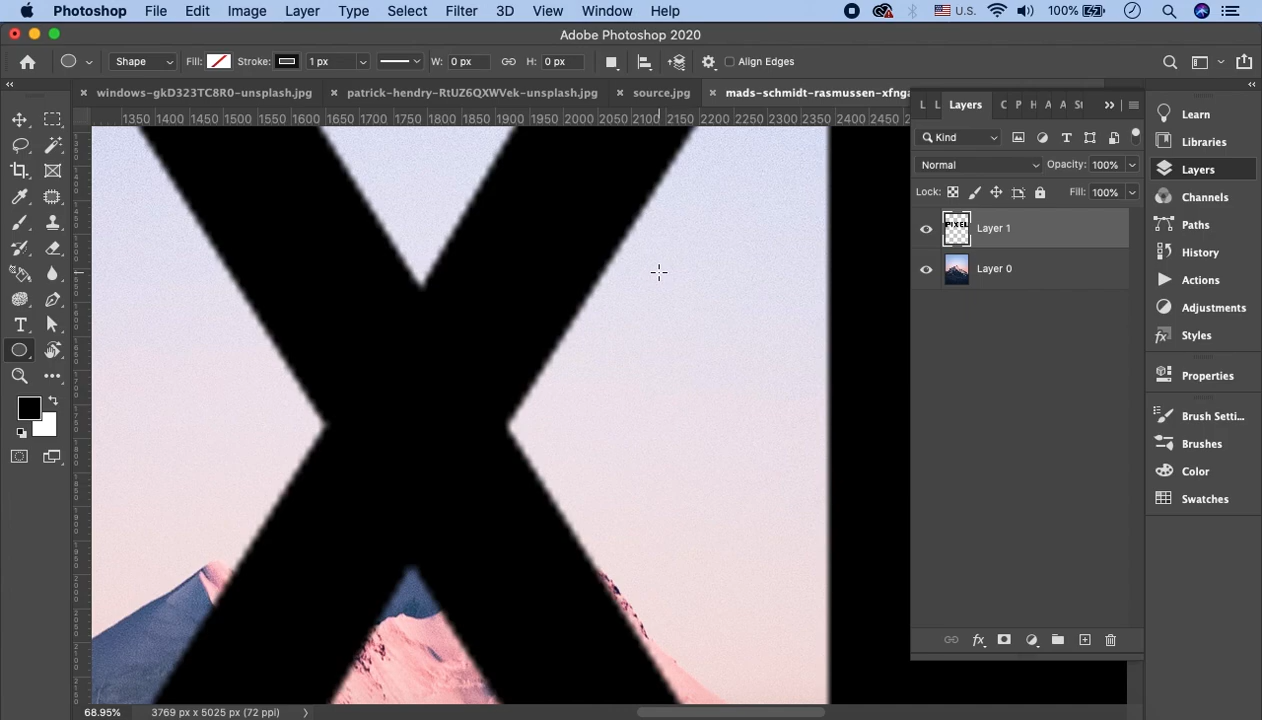 Photoshop File Edit Image Layer Type Select Filter 3D View Window Help U.S. 100%
Adobe Photoshop 2020
Shape Fill: Stroke: 1 px W: 0 px H: 0 px Align Edges
× windows-gkD323TC8R0-unsplash.jpg × patrick-hendry-RtUZ6QXWVek-unsplash.jpg × source.jpg × mads-schmidt-rasmussen-xfnga
1350 1400 1450 1500 1550 1600 1650 1700 1750 1800 1850 1900 1950 2000 2050 2100 2150 2200 2250 2300 2350 2400 2450
L L Layers C P H A A St
Kind
Normal Opacity: 100%
Lock: Fill: 100%
PIXEL Layer 1
Layer 0
Learn
Libraries
Layers
Channels
Paths
History
Actions
Adjustments
Styles
Properties
Brush Setti...
Brushes
Color
Swatches
X
68.95% 3769 px x 5025 px (72 ppi)